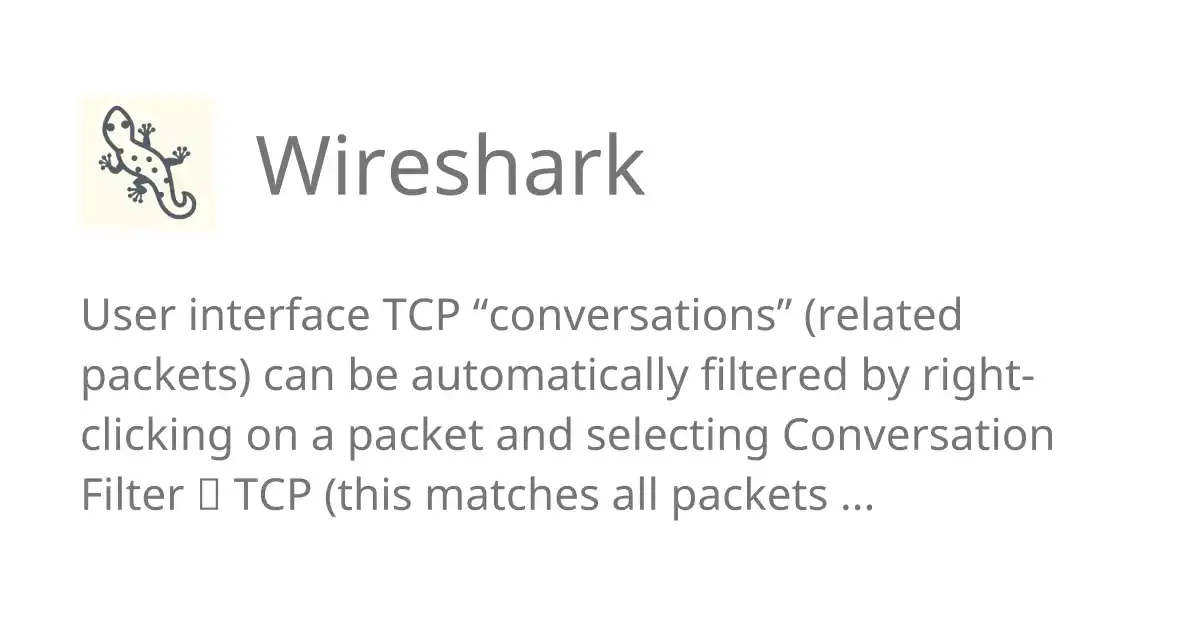 Wireshark
User interface TCP “conversations” (related
packets) can be automatically filtered by right-
clicking on a packet and selecting Conversation
Filter ▯ TCP (this matches all packets ...